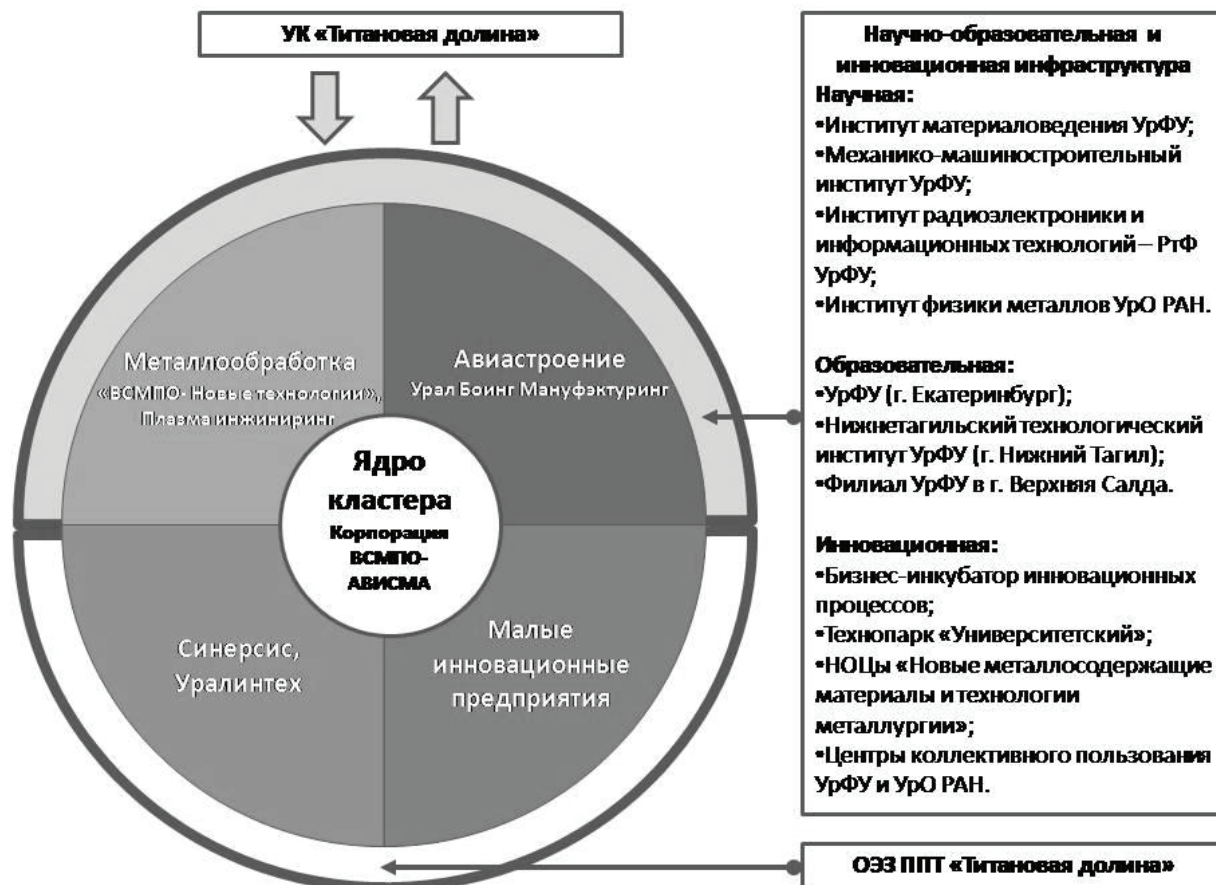 УК «Титановая долина»
Металлообработка
«ВСМПО- Новые технологии»,
Плазма инжиниринг
Авиастроение
Урал Боинг Мануфэктуринг
Ядро
кластера
Корпорация
ВСМПО-
АВИСМА
Синерсис,
Уралинтех
Малые
инновационные
предприятия
Научно-образовательная и
инновационная инфраструктура
Научная:
•Институт материаловедения УрФУ;
•Механико-машиностроительный
институт УрФУ;
•Институт радиоэлектроники и
информационных технологий – РтФ
УрФУ;
•Институт физики металлов УрО РАН.
Образовательная:
•УрФУ (г. Екатеринбург);
•Нижнетагильский технологический
институт УрФУ (г. Нижний Тагил);
•Филиал УрФУ в г. Верхняя Салда.
Инновационная:
•Бизнес-инкубатор инновационных
процессов;
•Технопарк «Университетский»;
•НОЦы «Новые металлосодержащие
материалы и технологии
металлургии»;
•Центры коллективного пользования
УрФУ и УрО РАН.
ОЭЗ ППТ «Титановая долина»